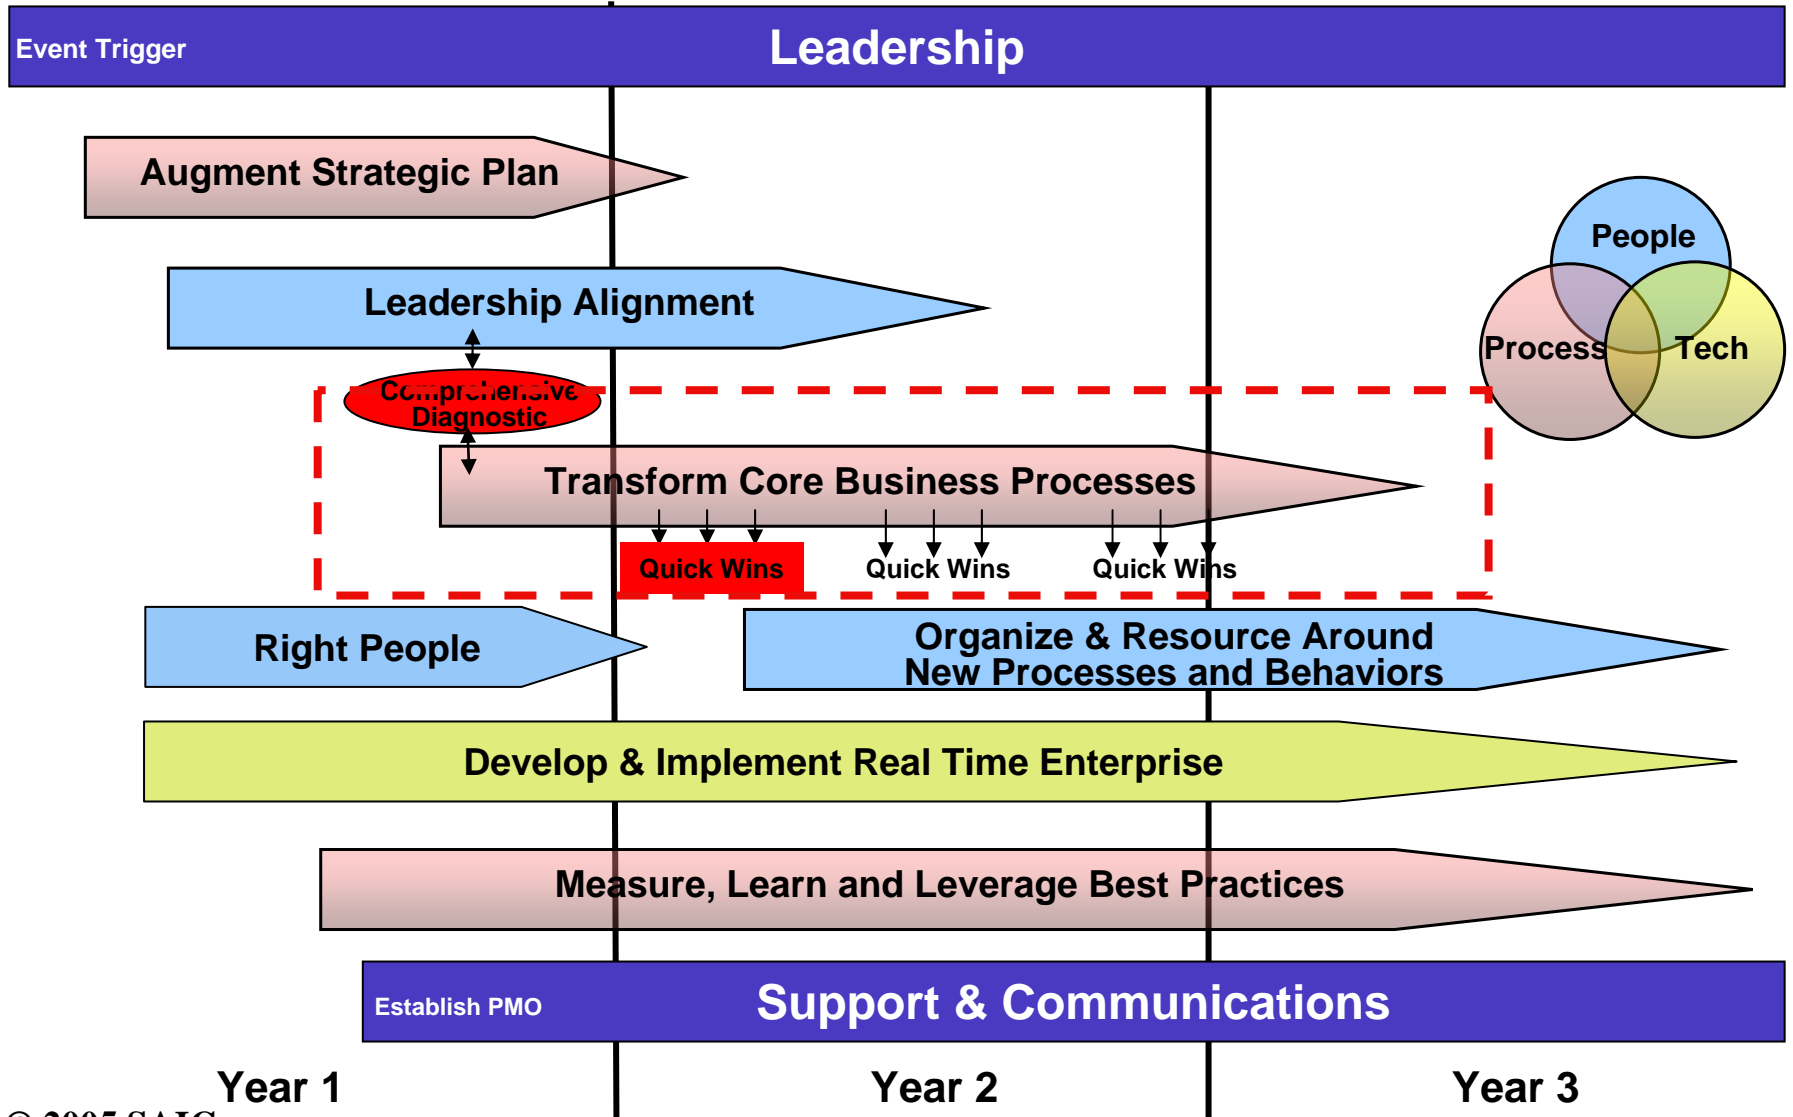 Event Trigger
Leadership
Augment Strategic Plan
People
Leadership Alignment
Process
Tech
Comprehensive
Diagnostic
Transform Core Business Processes
Quick Wins
Quick Wins
Quick Wins
Right People
Organize & Resource Around
New Processes and Behaviors
Develop & Implement Real Time Enterprise
Measure, Learn and Leverage Best Practices
Establish PMO
Support & Communications
Year 1
Year 2
Year 3
© 2005 SAIC